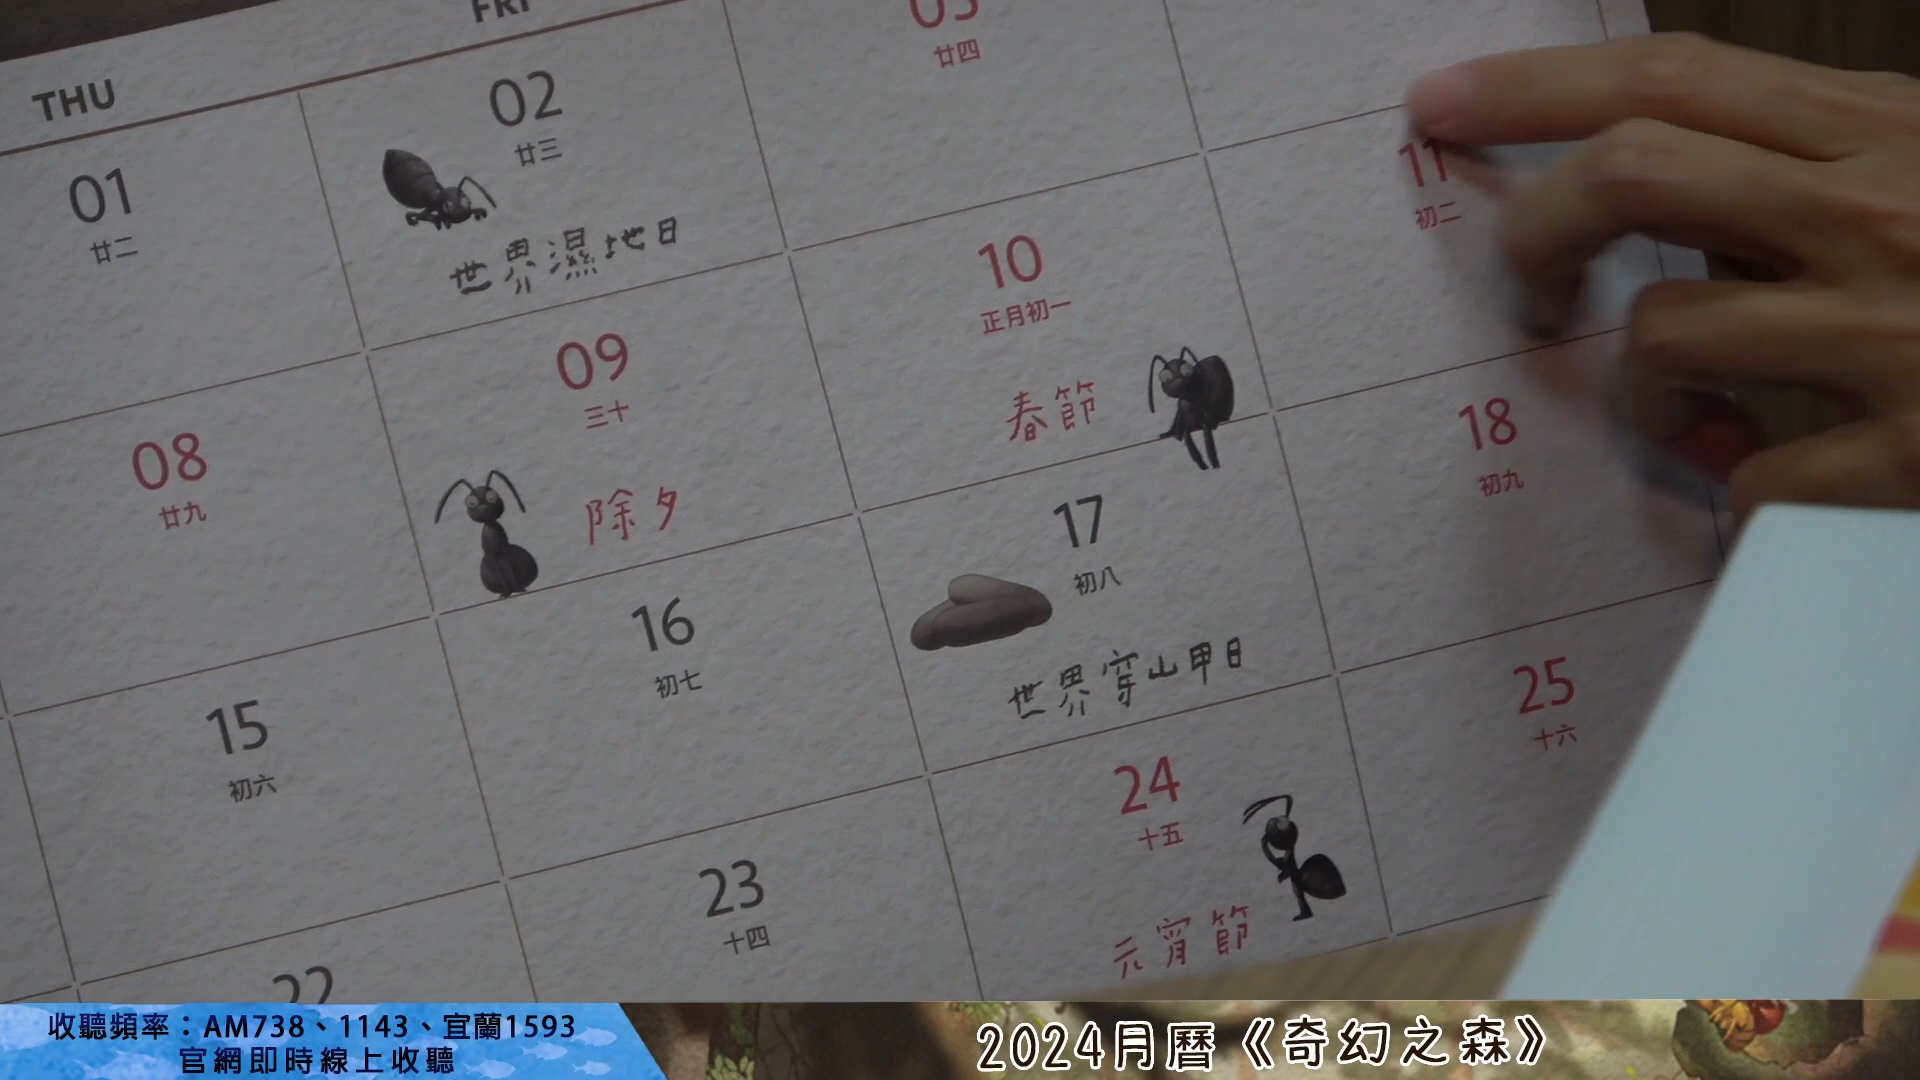 THU
FRI
01
廿二
02
廿三
世界濕地日
03
廿四
08
廿九
09
三十
除夕
10
正月初一
春節
11
初二
15
初六
16
初七
17
初八
世界穿山甲日
18
初九
22
23
十四
24
十五
元宵節
25
十六
收聽頻率：AM738、1143、宜蘭1593
官網即時線上收聽
2024月曆《奇幻之森》